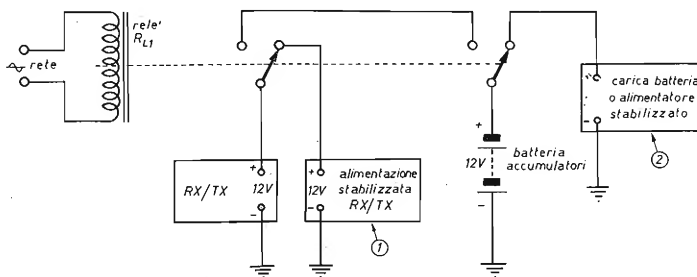 rete
rele'
RL1
RX/TX
+
12V
-
+
12V
-
alimentazione
stabilizzata
RX/TX
1
+
12V
-
batteria
accumulatori
+
-
carica batteria
o alimentatore
stabilizzato
2